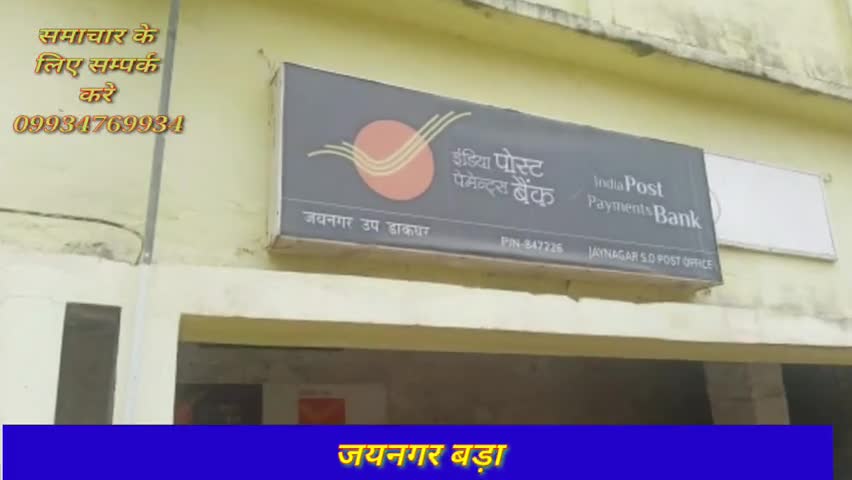 समाचार के
लिए सम्पर्क
करे
09934769934
इंडिया पोस्ट
पेमेन्ट्स बैंक
India Post
Payments Bank
जयनगर उप डाकघर
PIN-847226
JAYNAGAR S.O POST OFFICE
जयनगर बड़ा